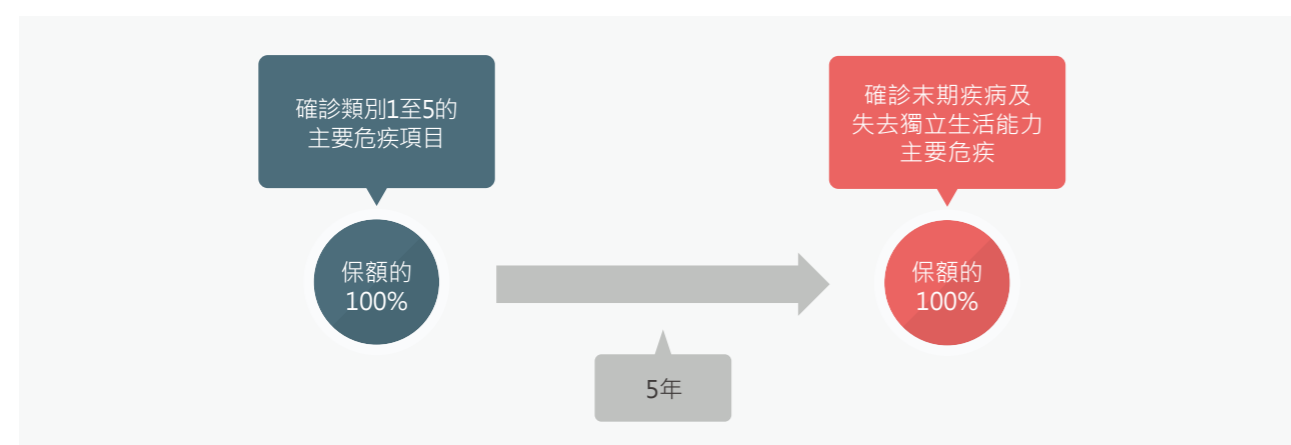 確診類別1至5的
主要危疾項目
保額的
100%
5年
確診末期疾病及
失去獨立生活能力
主要危疾
保額的
100%